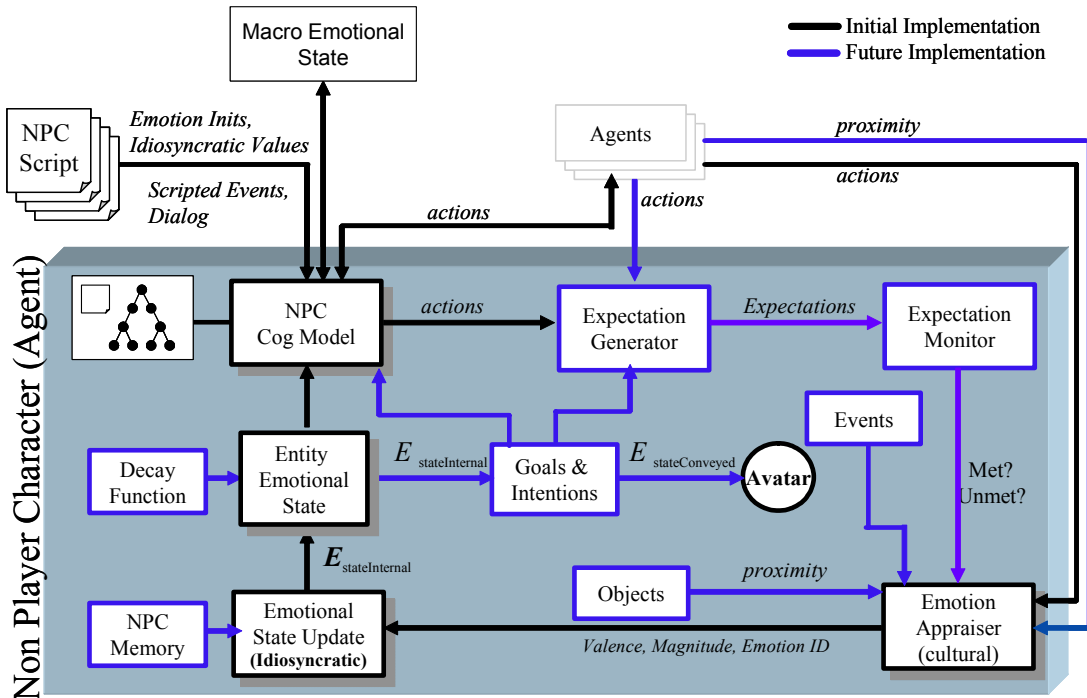 Macro Emotional
State
Initial Implementation
Future Implementation
NPC
Script
Emotion Inits,
Idiosyncratic Values
Scripted Events,
Dialog
Agents
proximity
actions
actions
actions
Non Player Character (Agent)
NPC
Cog Model
actions
Expectation
Generator
Expectations
Expectation
Monitor
Events
Decay
Function
Entity
Emotional
State
E stateInternal
Goals &
Intentions
E stateConveyed
Avatar
Met?
Unmet?
E stateInternal
NPC
Memory
Emotional
State Update
(Idiosyncratic)
Objects
proximity
Valence, Magnitude, Emotion ID
Emotion
Appraiser
(cultural)